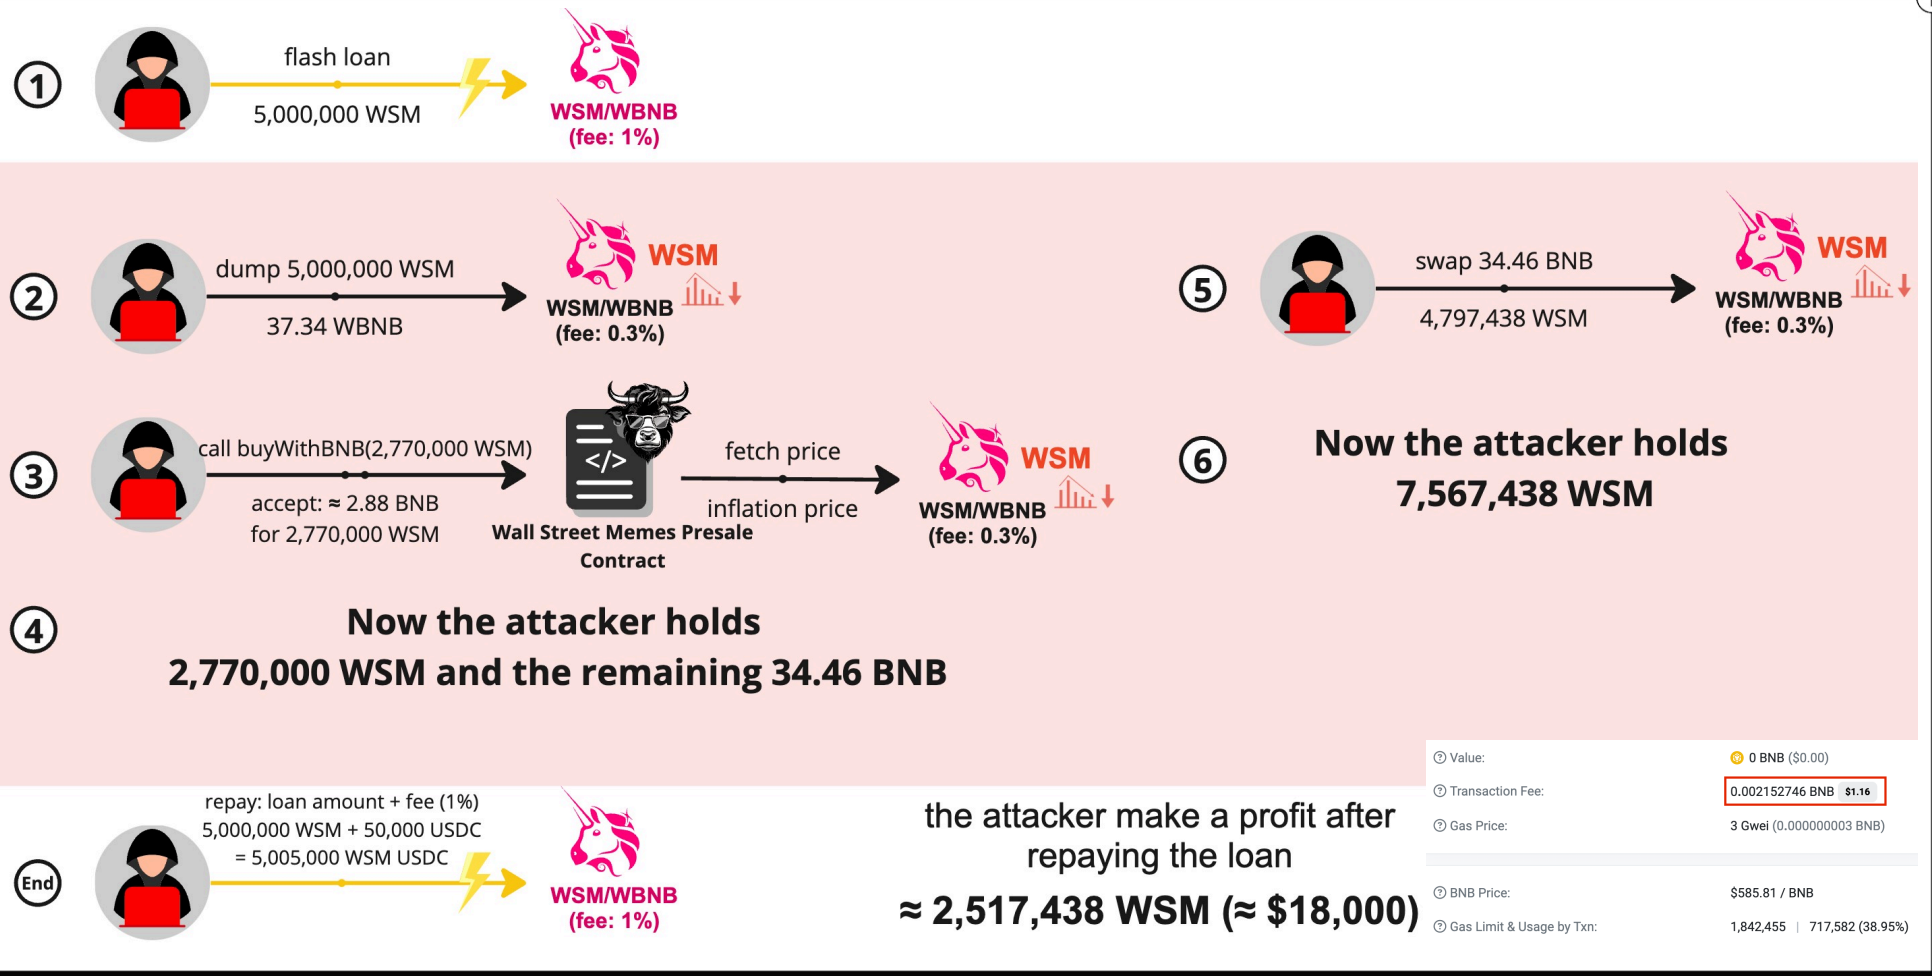 1
flash loan
5,000,000 WSM
WSM/WBNB
(fee: 1%)
2
dump 5,000,000 WSM
37.34 WBNB
WSM
WSM/WBNB
(fee: 0.3%)
3
call buyWithBNB(2,770,000 WSM)
accept: ≈ 2.88 BNB
for 2,770,000 WSM
</>
Wall Street Memes Presale
Contract
fetch price
inflation price
WSM
WSM/WBNB
(fee: 0.3%)
4
Now the attacker holds
2,770,000 WSM and the remaining 34.46 BNB
5
swap 34.46 BNB
4,797,438 WSM
WSM
WSM/WBNB
(fee: 0.3%)
6
Now the attacker holds
7,567,438 WSM
End
repay: loan amount + fee (1%)
5,000,000 WSM + 50,000 USDC
= 5,005,000 WSM USDC
WSM/WBNB
(fee: 1%)
the attacker make a profit after
repaying the loan
≈ 2,517,438 WSM (≈ $18,000)
Value: 0 BNB ($0.00)
Transaction Fee: 0.002152746 BNB $1.16
Gas Price: 3 Gwei (0.000000003 BNB)
BNB Price: $585.81 / BNB
Gas Limit & Usage by Txn: 1,842,455 | 717,582 (38.95%)